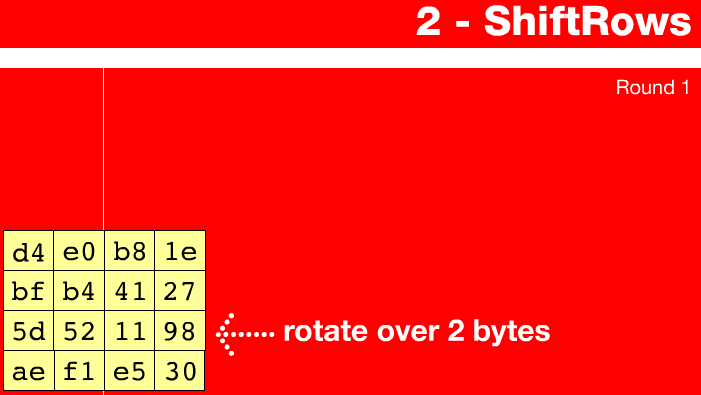 2 - ShiftRows
Round 1
d4 e0 b8 1e
bf b4 41 27
5d 52 11 98
rotate over 2 bytes
ae f1 e5 30